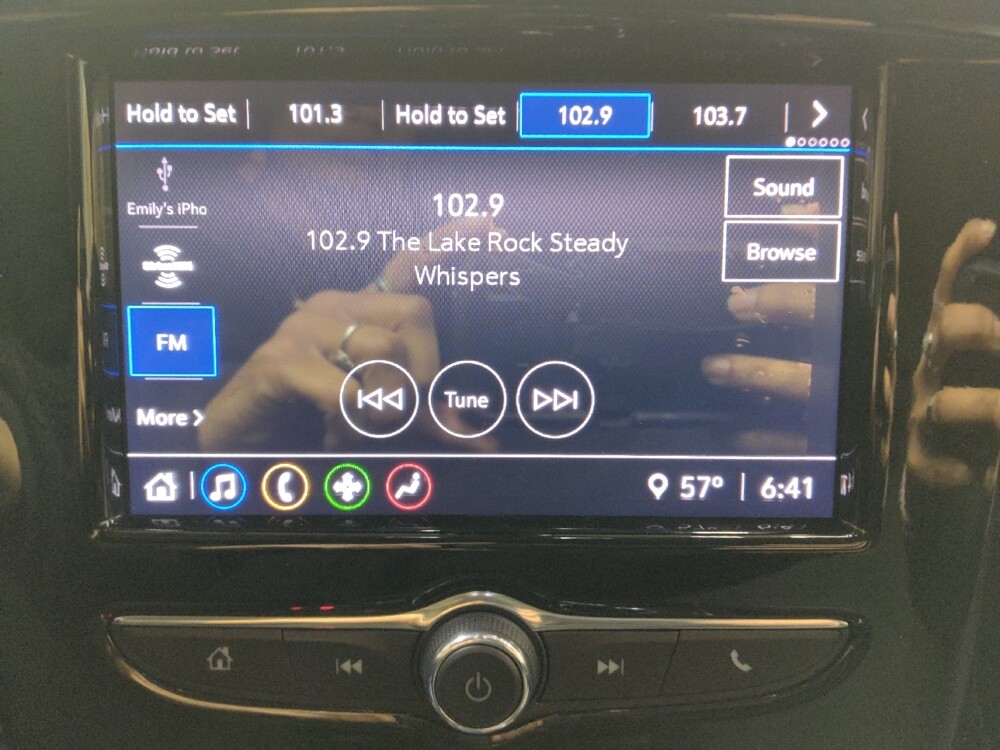 Hold to Set 101.3 Hold to Set 102.9 103.7
Emily's iPho
Sound
102.9
102.9 The Lake Rock Steady
Whispers
Browse
FM
Tune
More
57° 6:41